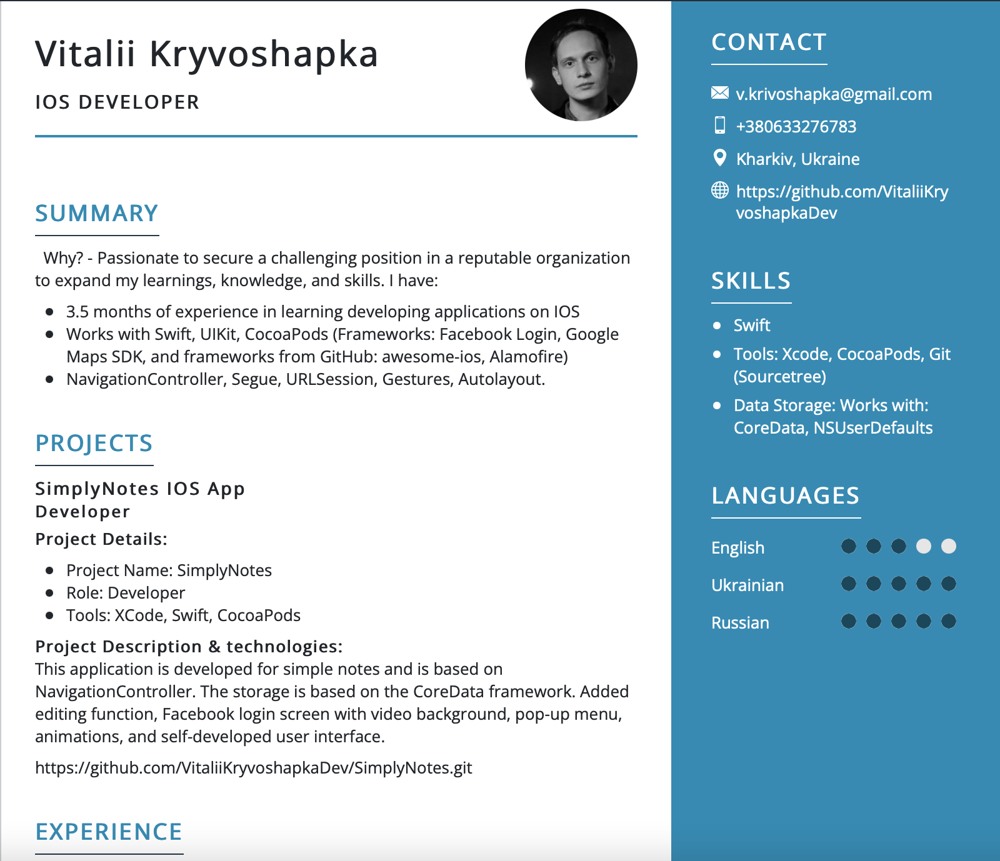 Vitalii Kryvoshapka
IOS DEVELOPER
SUMMARY
Why? - Passionate to secure a challenging position in a reputable organization
to expand my learnings, knowledge, and skills. I have:
3.5 months of experience in learning developing applications on IOS
Works with Swift, UIKit, CocoaPods (Frameworks: Facebook Login, Google
Maps SDK, and frameworks from GitHub: awesome-ios, Alamofire)
NavigationController, Segue, URLSession, Gestures, Autolayout.
PROJECTS
SimplyNotes IOS App
Developer
Project Details:
Project Name: SimplyNotes
Role: Developer
Tools: XCode, Swift, CocoaPods
Project Description & technologies:
This application is developed for simple notes and is based on
NavigationController. The storage is based on the CoreData framework. Added
editing function, Facebook login screen with video background, pop-up menu,
animations, and self-developed user interface.
https://github.com/VitaliiKryvoshapkaDev/SimplyNotes.git
EXPERIENCE
CONTACT
v.krivoshapka@gmail.com
+380633276783
Kharkiv, Ukraine
https://github.com/VitaliiKry
voshapkaDev
SKILLS
Swift
Tools: Xcode, CocoaPods, Git
(Sourcetree)
Data Storage: Works with:
CoreData, NSUserDefaults
LANGUAGES
English
Ukrainian
Russian